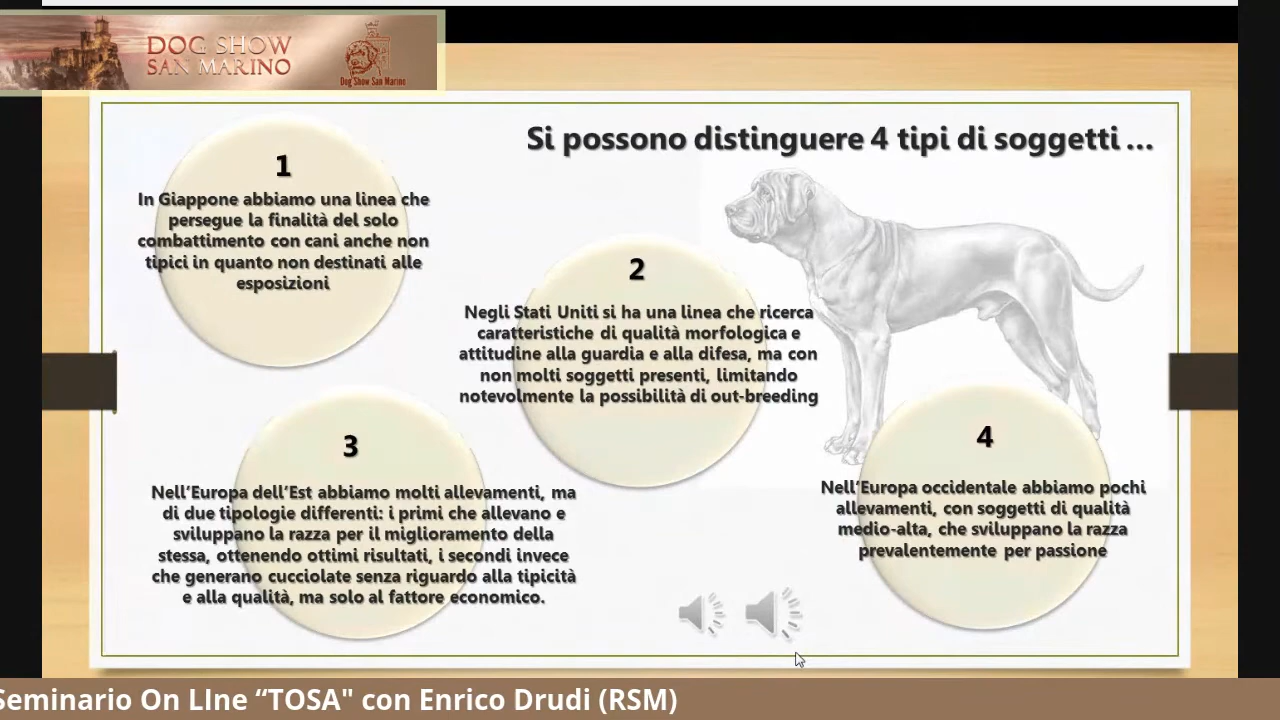 DOG SHOW
SAN MARINO
Dog Show San Marino
Si possono distinguere 4 tipi di soggetti ...
1
In Giappone abbiamo una linea che
persegue la finalità del solo
combattimento con cani anche non
tipici in quanto non destinati alle
esposizioni
2
Negli Stati Uniti si ha una linea che ricerca
caratteristiche di qualità morfologica e
attitudine alla guardia e alla difesa, ma con
non molti soggetti presenti, limitando
notevolmente la possibilità di out-breeding
3
Nell'Europa dell'Est abbiamo molti allevamenti, ma
di due tipologie differenti: i primi che allevano e
sviluppano la razza per il miglioramento della
stessa, ottenendo ottimi risultati, i secondi invece
che generano cucciolate senza riguardo alla tipicità
e alla qualità, ma solo al fattore economico.
4
Nell'Europa occidentale abbiamo pochi
allevamenti, con soggetti di qualità
medio-alta, che sviluppano la razza
prevalentemente per passione
Seminario On LIne “TOSA" con Enrico Drudi (RSM)